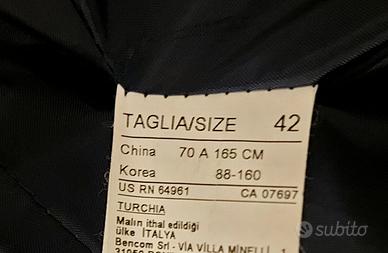 TAGLIA/SIZE 42
China 70 A 165 CM
Korea 88-160
US RN 64961 CA 07697
TURCHIA
Malın ithal edildiği
ülke İTALYA
Bencom Srl - VIA VILLA MINELLI, 1
subito